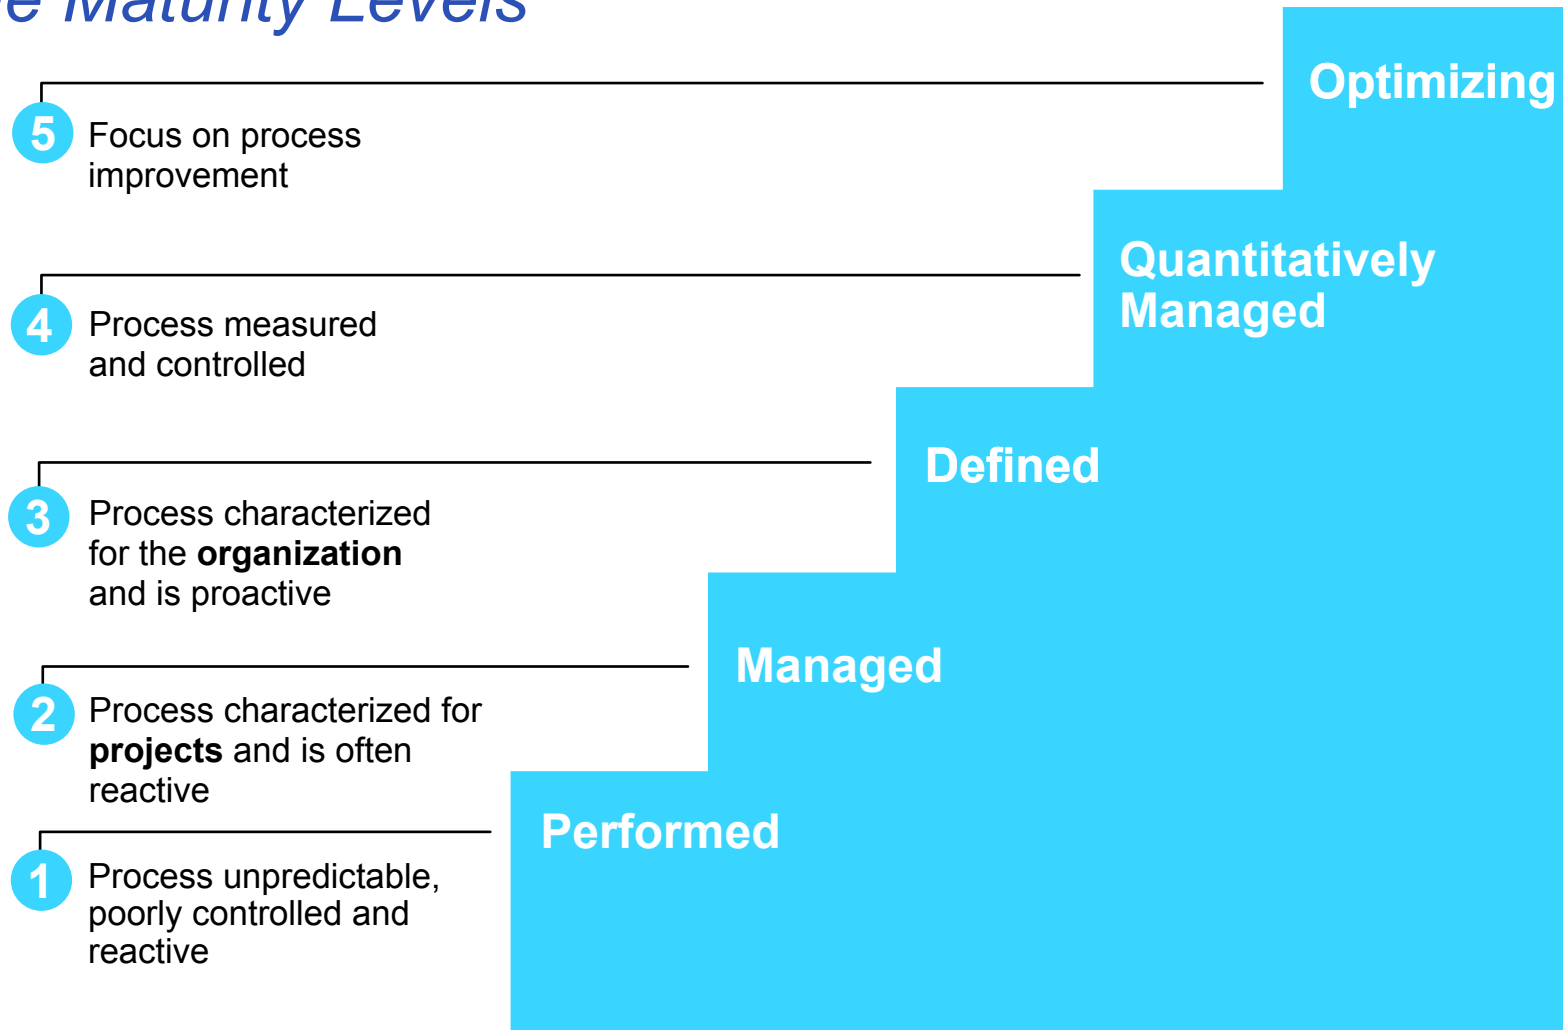 Maturity Levels
Optimizing
5
Focus on process
improvement
Quantitatively
Managed
4
Process measured
and controlled
Defined
3
Process characterized
for the organization
and is proactive
Managed
2
Process characterized for
projects and is often
reactive
Performed
1
Process unpredictable,
poorly controlled and
reactive